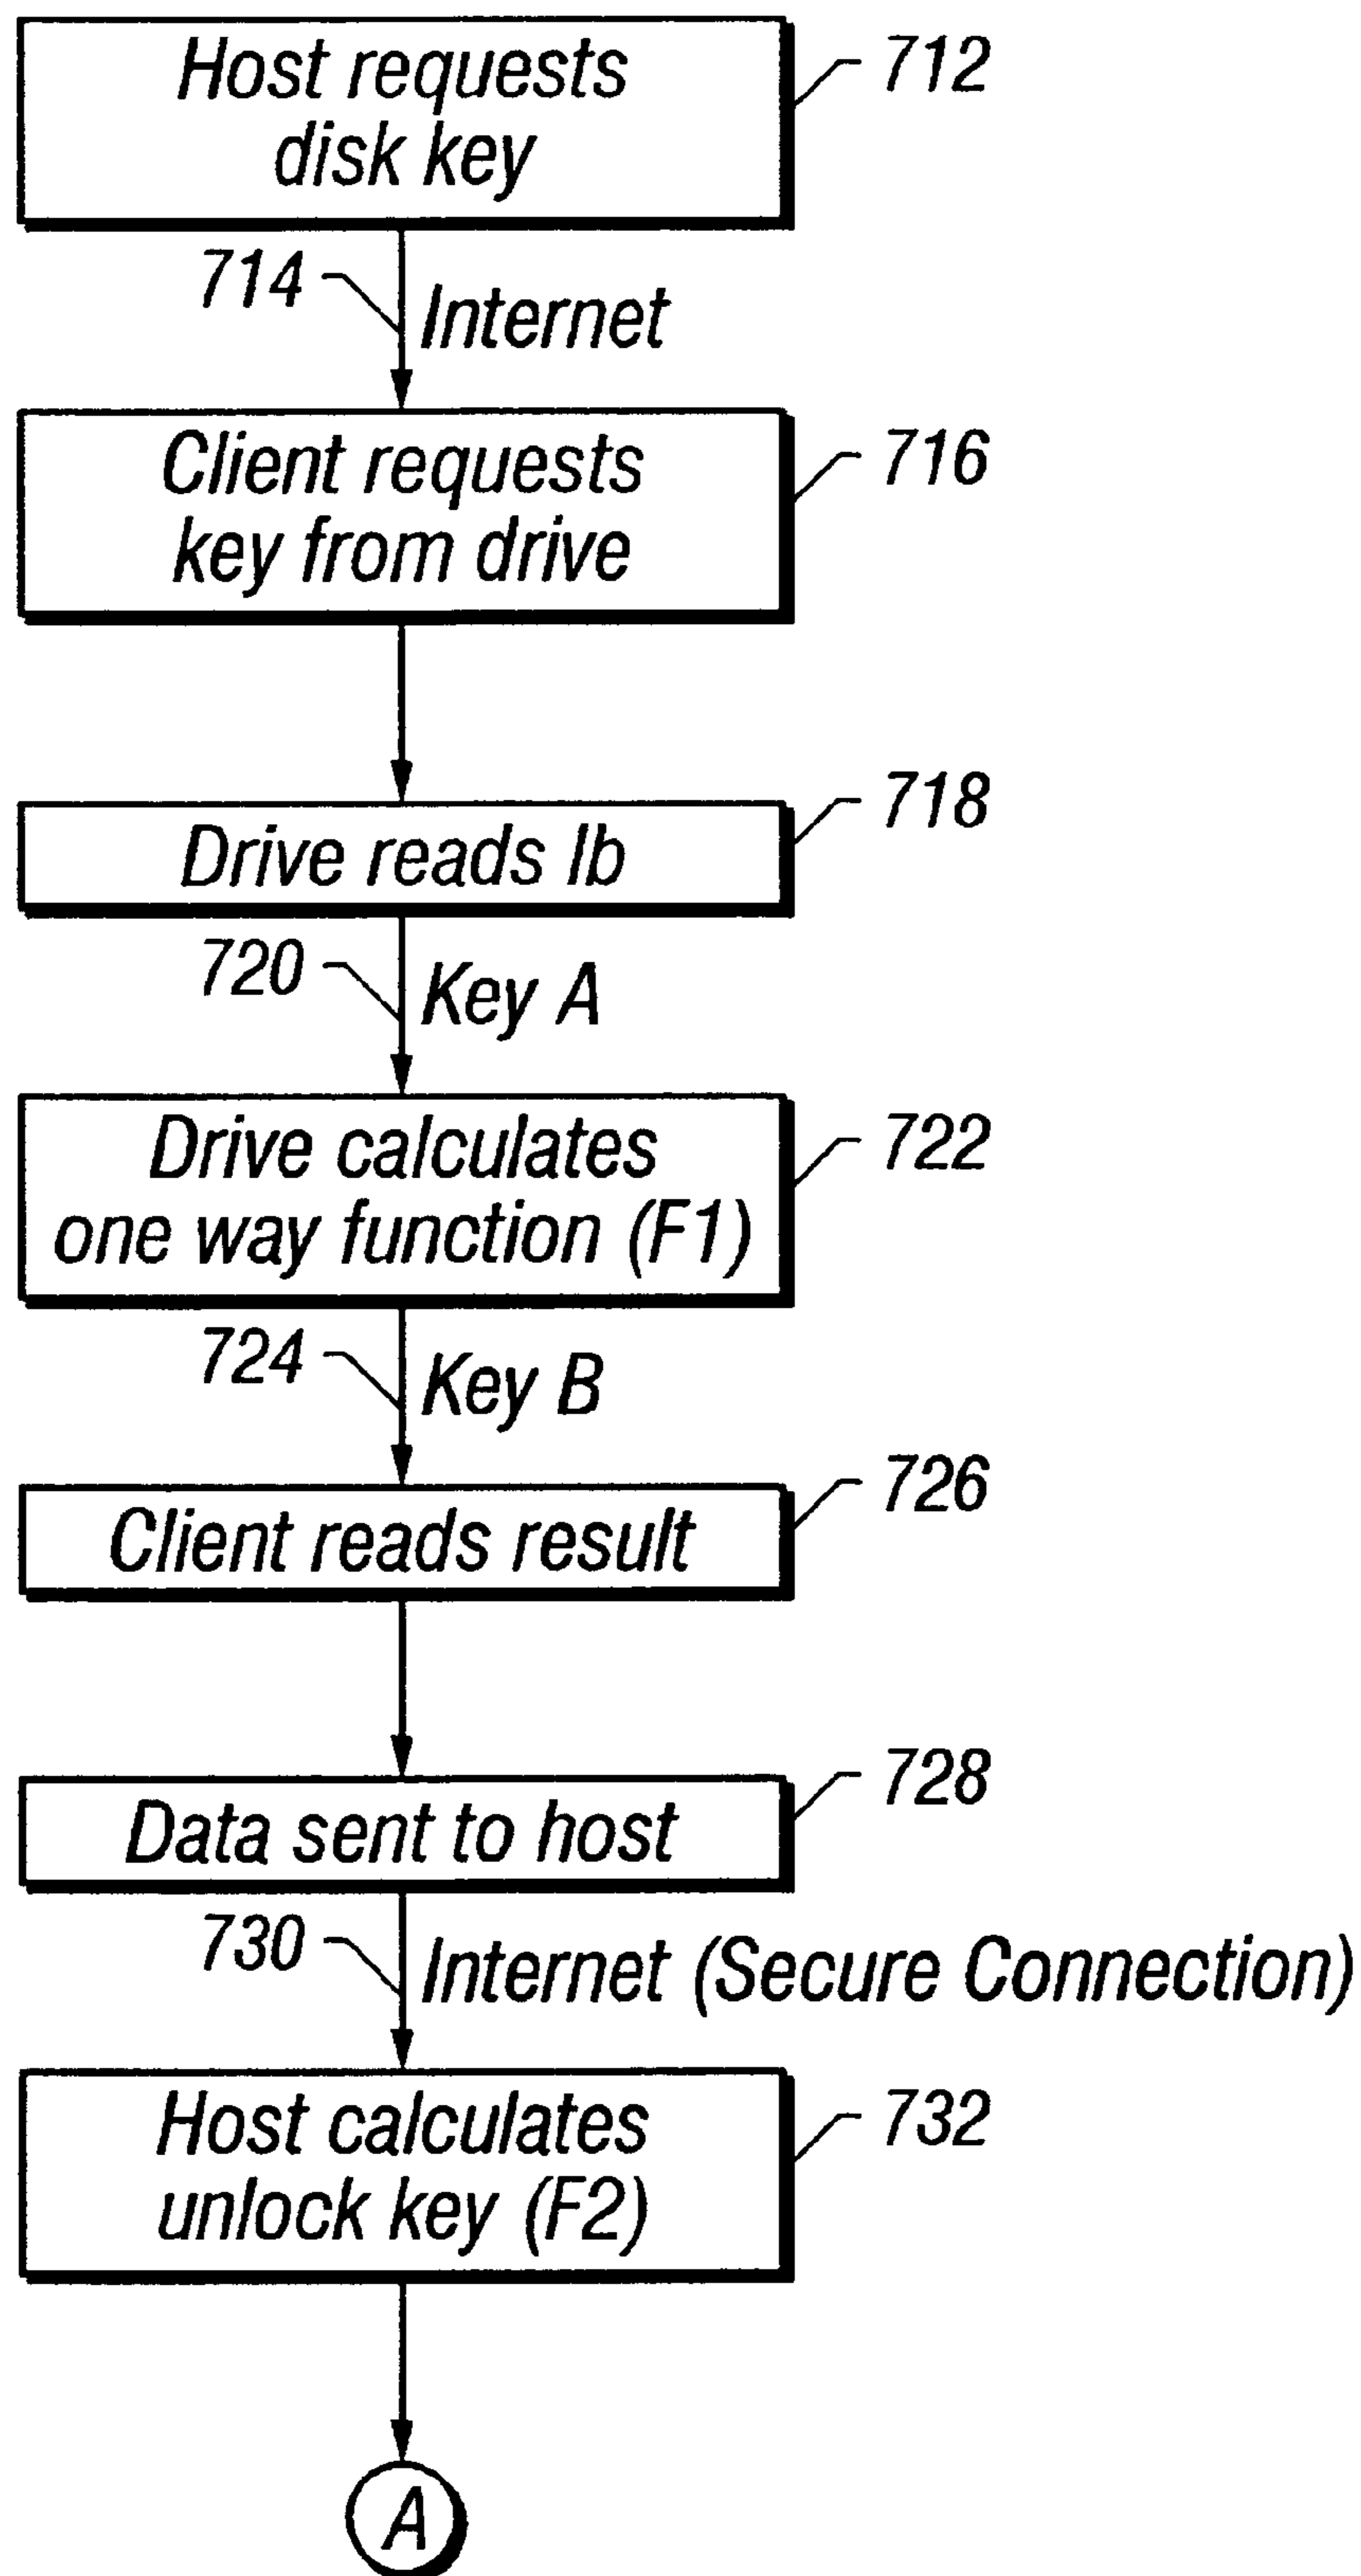 Host requests
disk key
712
714
Internet
Client requests
key from drive
716
Drive reads Ib
718
720
Key A
Drive calculates
one way function (F1)
722
724
Key B
Client reads result
726
Data sent to host
728
730
Internet (Secure Connection)
Host calculates
unlock key (F2)
732
A